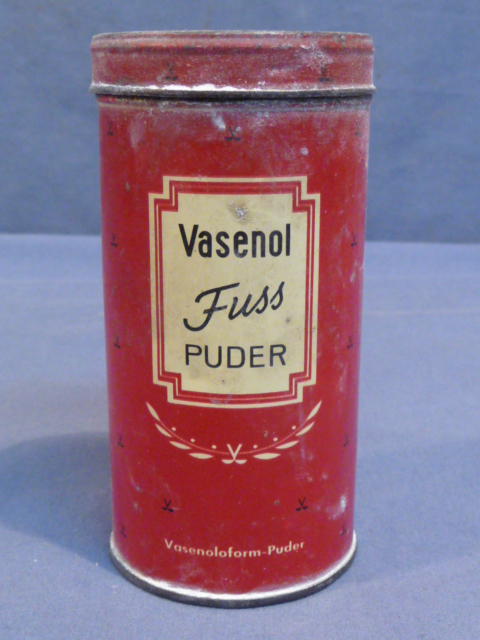 Vasenol
Fuss
PUDER
Vasenoloform-Puder